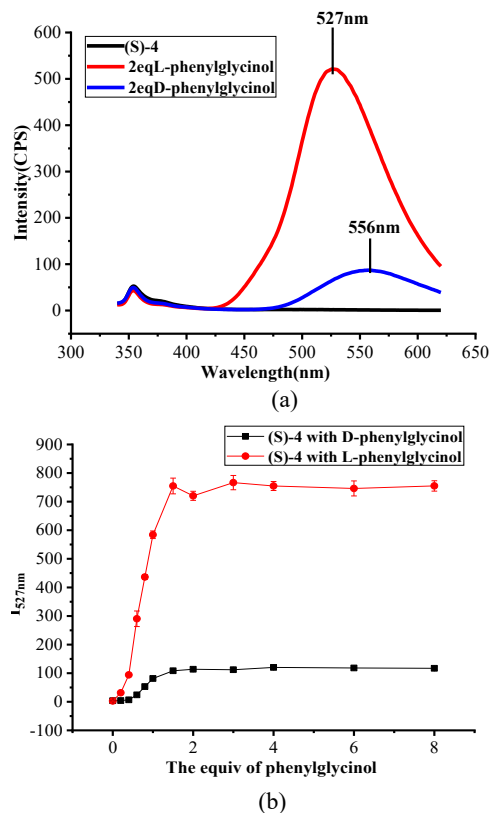 600
527nm
(S)-4
2eqL-phenylglycinol
2eqD-phenylglycinol
500
400
Intensity(CPS)
300
200
556nm
100
0
300 350 400 450 500 550 600 650
Wavelength(nm)
(a)
900
(S)-4 with D-phenylglycinol
(S)-4 with L-phenylglycinol
800
700
600
500
I527nm
400
300
200
100
0
-100
0 2 4 6 8
The equiv of phenylglycinol
(b)